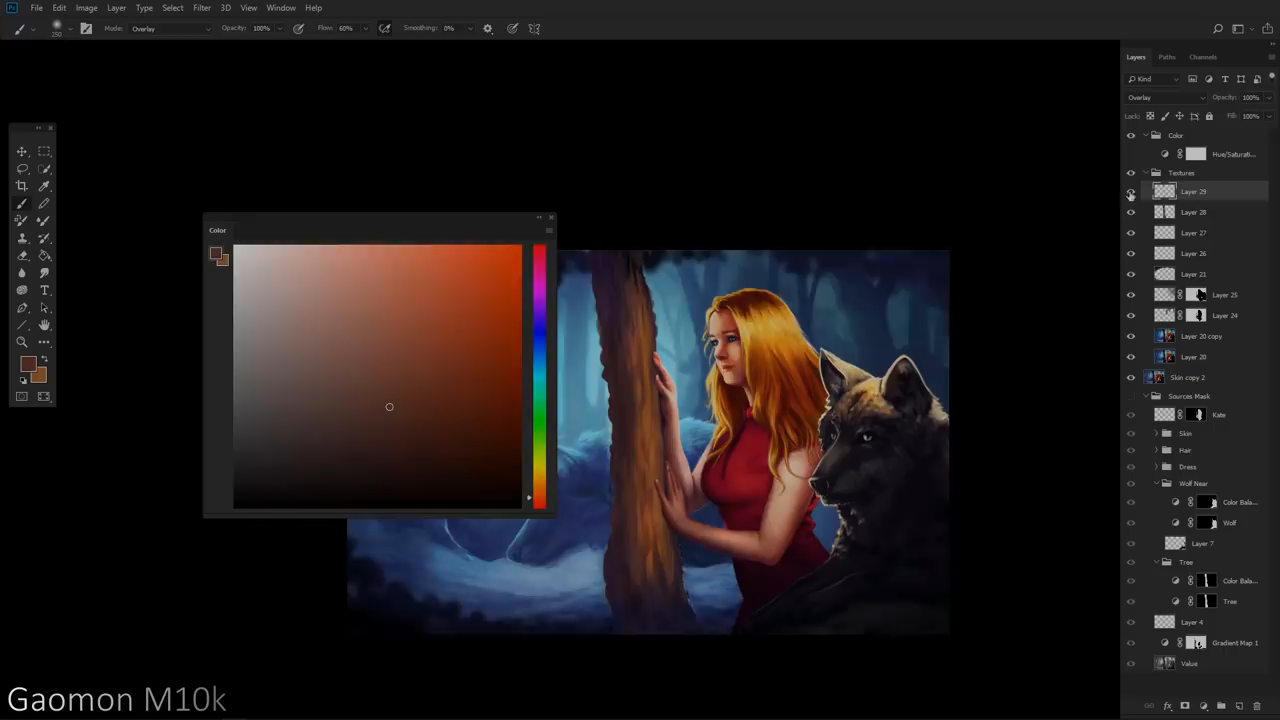 Ps File Edit Image Layer Type Select Filter 3D View Window Help
250 Mode: Overlay Opacity: 100% Flow: 60% Smoothing: 0%
Layers Paths Channels
Kind
Overlay Opacity: 100%
Lock: Fill: 100%
Color
Hue/Saturati...
Textures
Layer 29
Layer 28
Layer 27
Layer 26
Layer 21
Layer 25
Layer 24
Layer 20 copy
Layer 20
Skin copy 2
Sources Mask
Kate
Skin
Hair
Dress
Wolf Near
Color Bala...
Wolf
Layer 7
Tree
Color Bala...
Tree
Layer 4
Gradient Map 1
Value
Color
Gaomon M10k